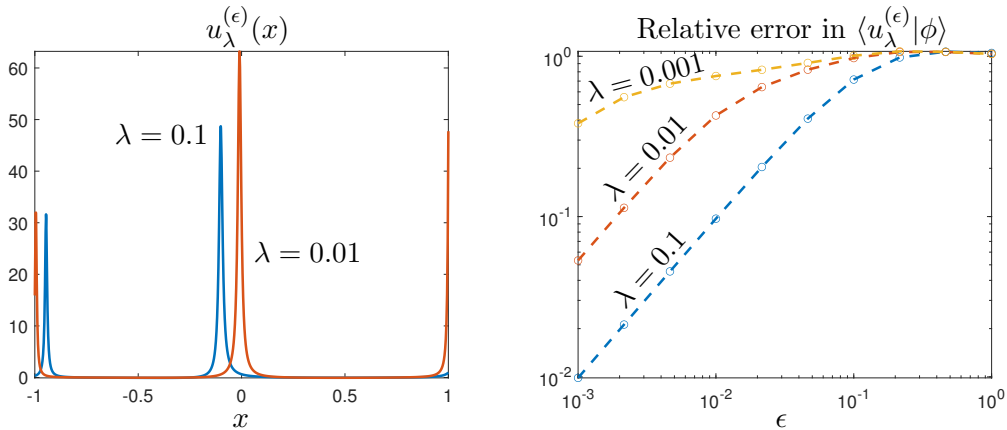 u_λ^(ϵ)(x)
60
50
40
30
20
10
0
λ = 0.1
λ = 0.01
-1 -0.5 0 0.5 1
x
Relative error in ⟨u_λ^(ϵ)|ϕ⟩
10^0
10^-1
10^-2
λ = 0.001
λ = 0.01
λ = 0.1
10^-3 10^-2 10^-1 10^0
ϵ